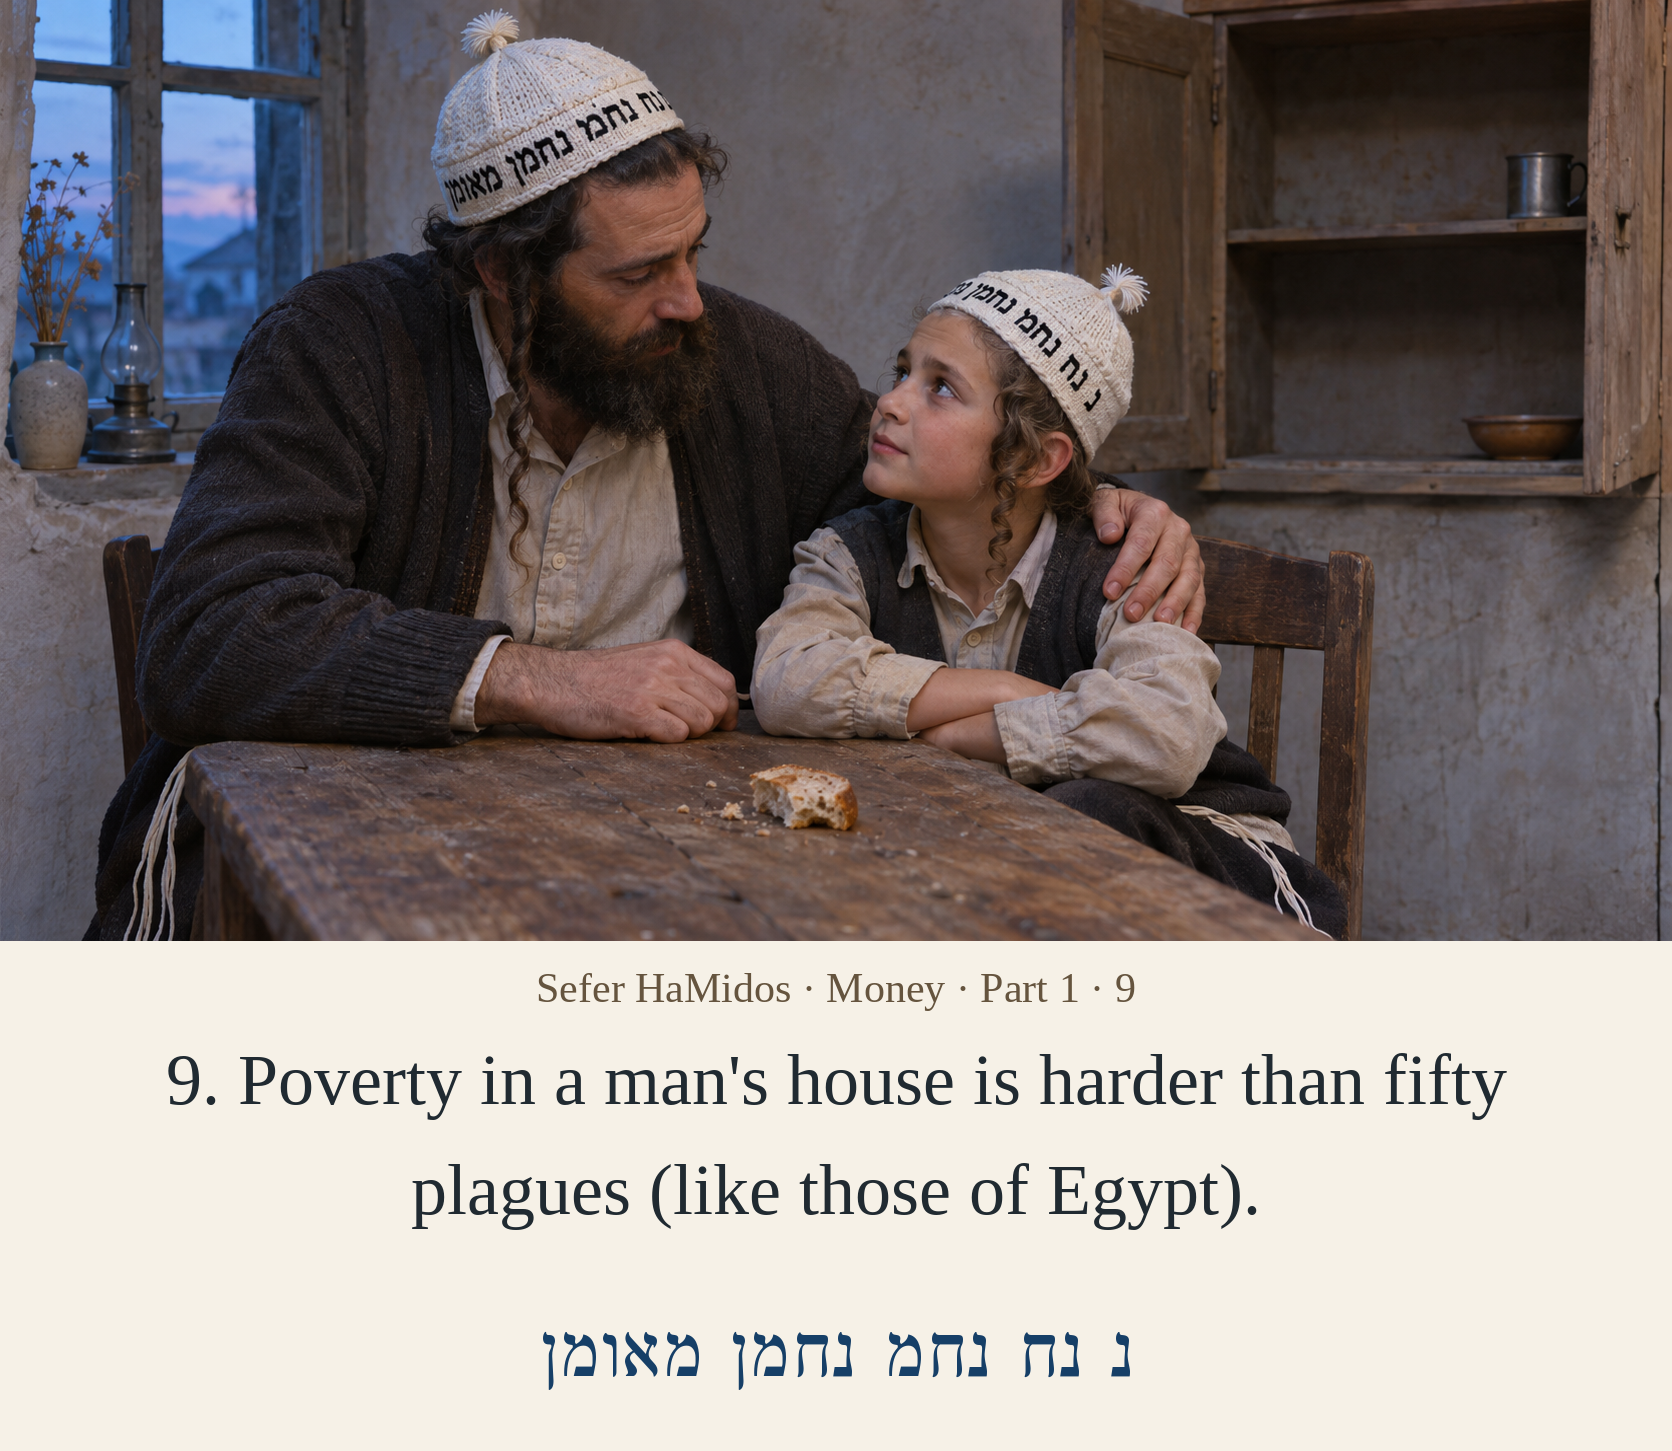 נחמ נחמן מאומן
נ נח נחמ נחמן
Sefer HaMidos · Money · Part 1 · 9
9. Poverty in a man's house is harder than fifty
plagues (like those of Egypt).
נ נח נחמ נחמן מאומן